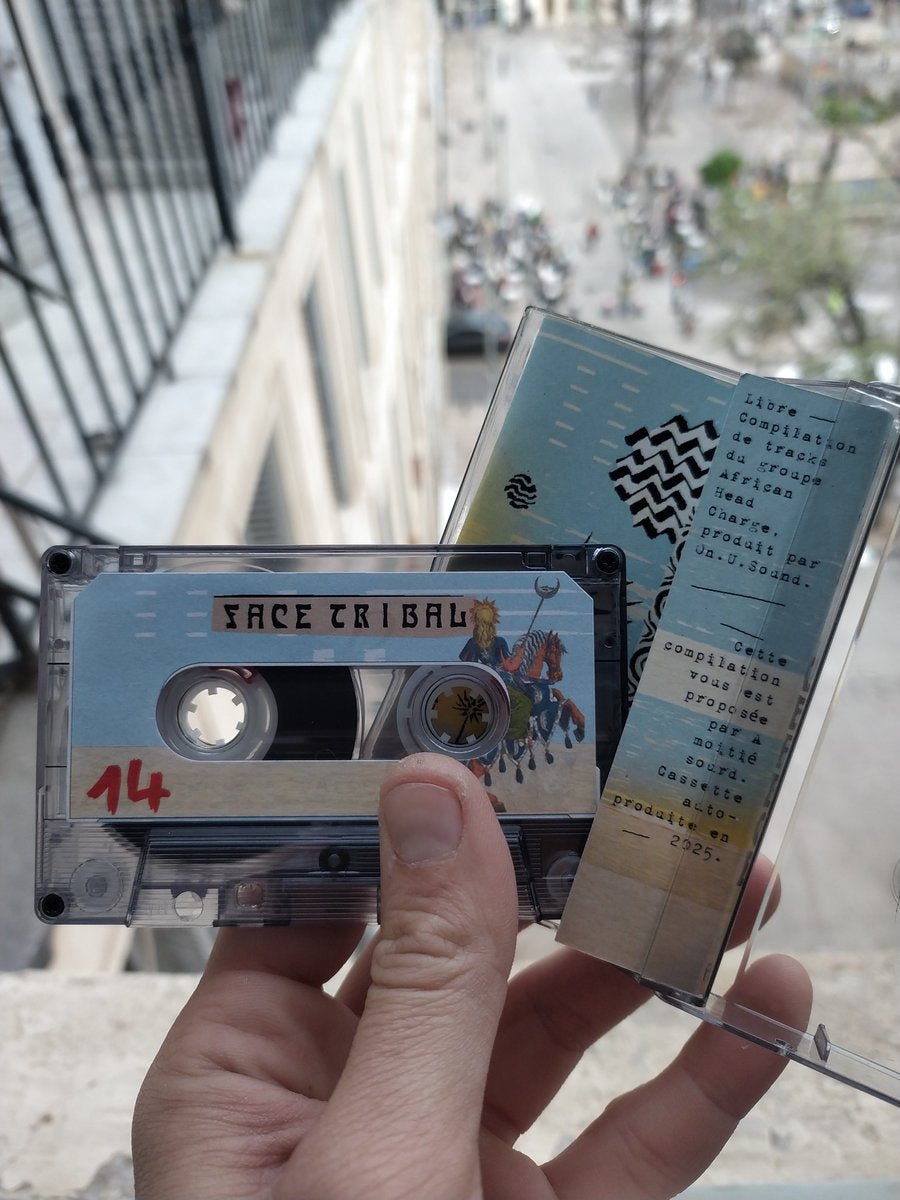 FACE TRIBAL
14
Libre —
Compilation
de tracks
du groupe
African
Head
Charge,
produit par
On.U.Sound.
Cette
compilation
vous est
proposée
par A
moitié
sourd.
Cassette
auto-
produite en
— 2025.